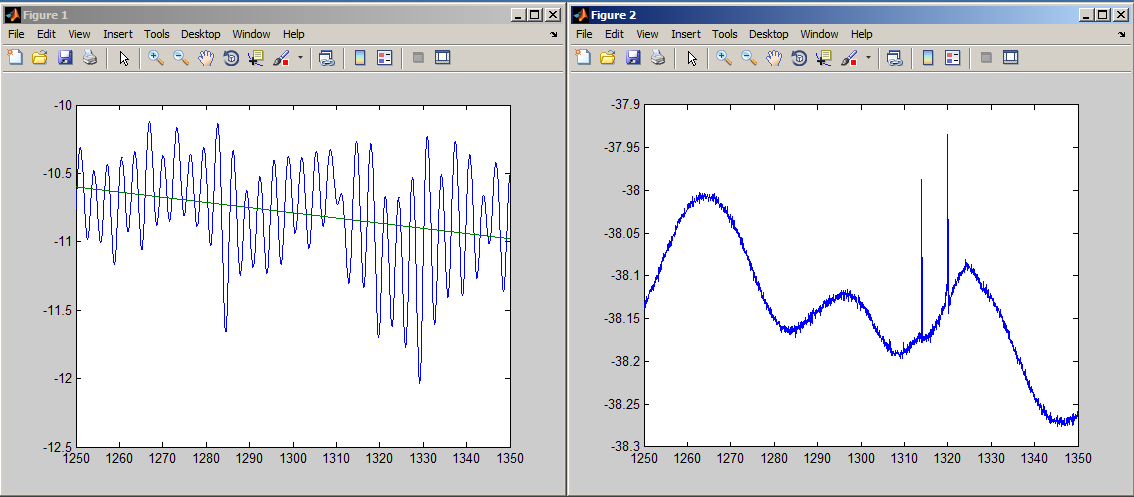 Figure 1
File Edit View Insert Tools Desktop Window Help
-10
-10.5
-11
-11.5
-12
-12.5
1250 1260 1270 1280 1290 1300 1310 1320 1330 1340 1350
Figure 2
File Edit View Insert Tools Desktop Window Help
-37.9
-37.95
-38
-38.05
-38.1
-38.15
-38.2
-38.25
-38.3
1250 1260 1270 1280 1290 1300 1310 1320 1330 1340 1350